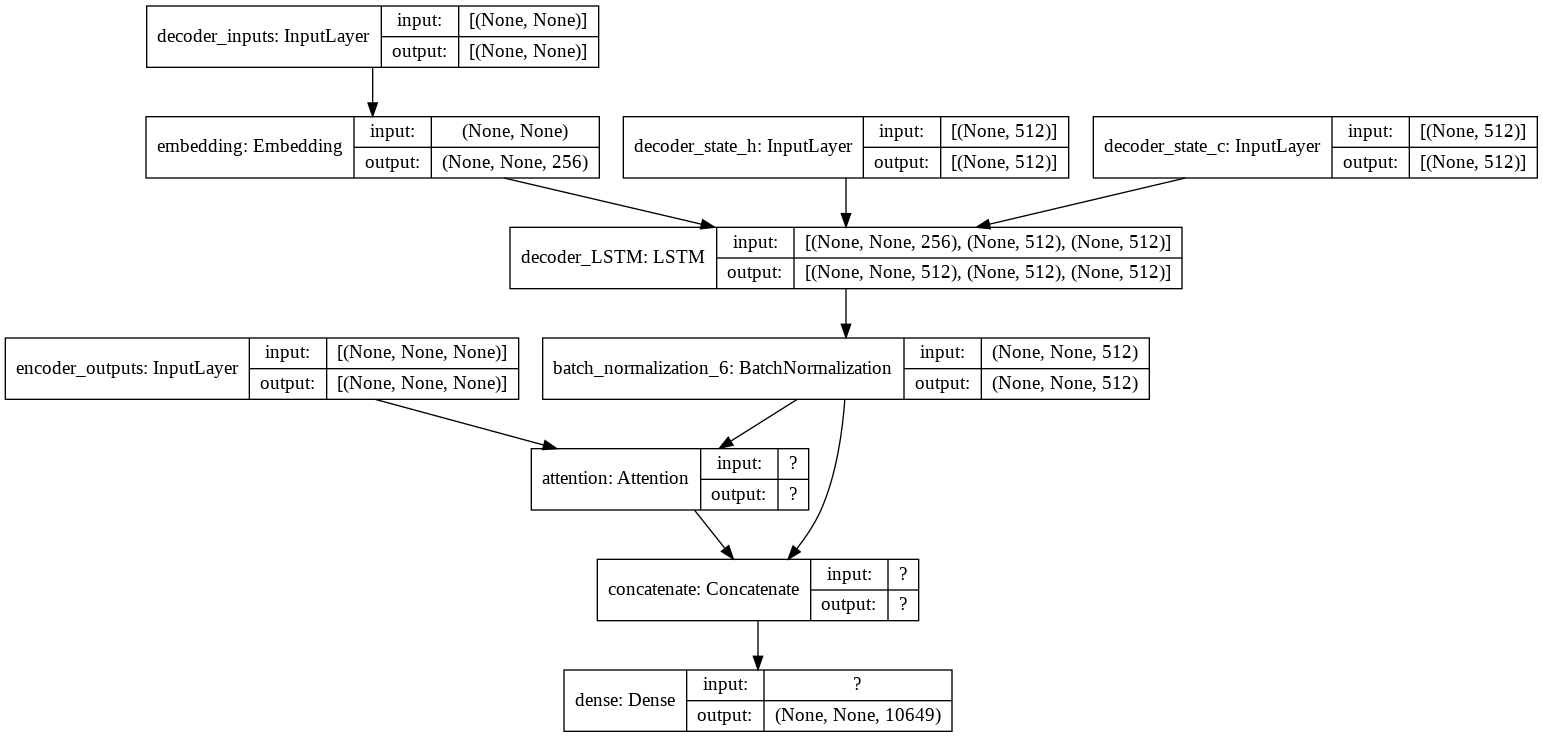 decoder_inputs: InputLayer
input: [(None, None)]
output: [(None, None)]
embedding: Embedding
input: (None, None)
output: (None, None, 256)
decoder_state_h: InputLayer
input: [(None, 512)]
output: [(None, 512)]
decoder_state_c: InputLayer
input: [(None, 512)]
output: [(None, 512)]
decoder_LSTM: LSTM
input: [(None, None, 256), (None, 512), (None, 512)]
output: [(None, None, 512), (None, 512), (None, 512)]
encoder_outputs: InputLayer
input: [(None, None, None)]
output: [(None, None, None)]
batch_normalization_6: BatchNormalization
input: (None, None, 512)
output: (None, None, 512)
attention: Attention
input: ?
output: ?
concatenate: Concatenate
input: ?
output: ?
dense: Dense
input: ?
output: (None, None, 10649)